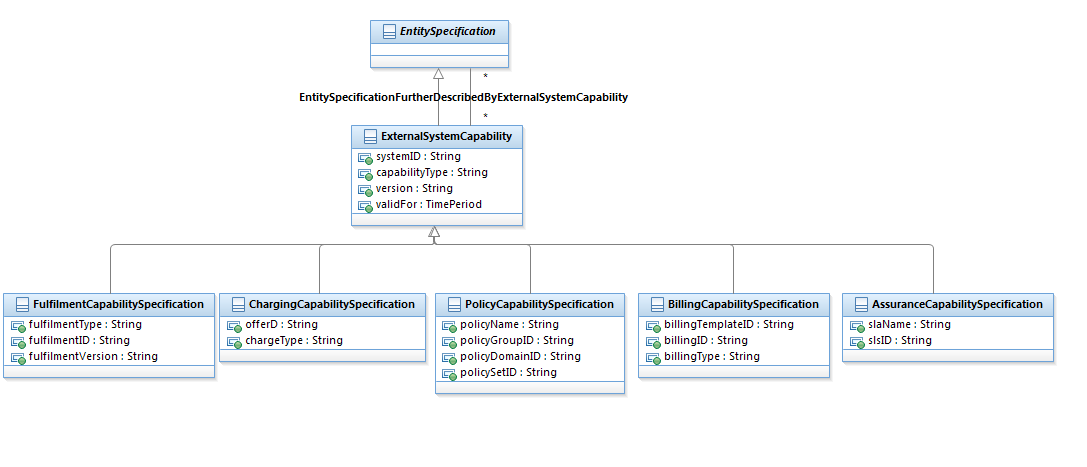 EntitySpecification
*
EntitySpecificationFurtherDescribedByExternalSystemCapability
*
ExternalSystemCapability
systemID : String
capabilityType : String
version : String
validFor : TimePeriod
FulfilmentCapabilitySpecification
fulfilmentType : String
fulfilmentID : String
fulfilmentVersion : String
ChargingCapabilitySpecification
offerD : String
chargeType : String
PolicyCapabilitySpecification
policyName : String
policyGroupID : String
policyDomainID : String
policySetID : String
BillingCapabilitySpecification
billingTemplateID : String
billingID : String
billingType : String
AssuranceCapabilitySpecification
slaName : String
slsID : String